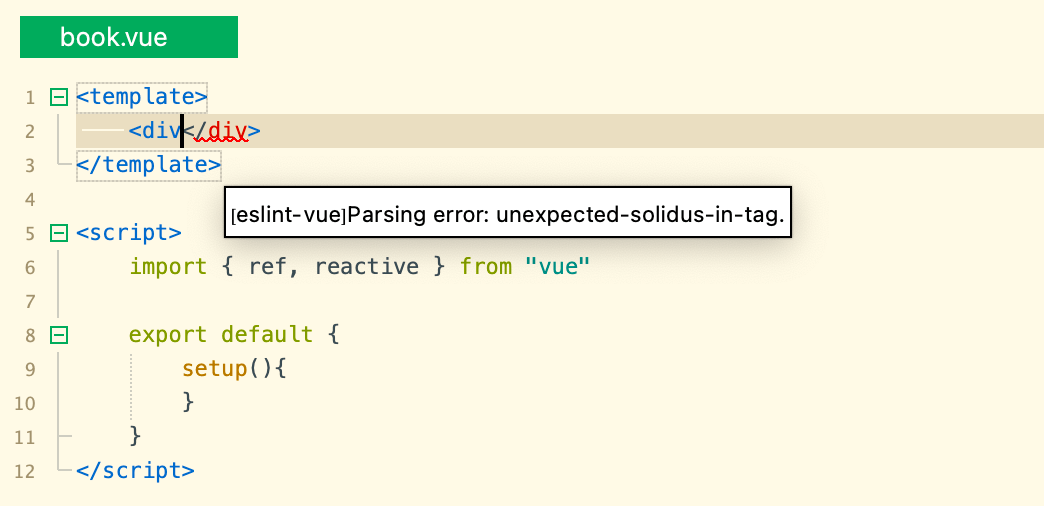 book.vue
1 <template>
2 <div</div>
3 </template>
[eslint-vue]Parsing error: unexpected-solidus-in-tag.
4
5 <script>
6 import { ref, reactive } from "vue"
7
8 export default {
9 setup(){
10 }
11 }
12 </script>